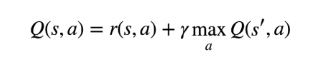 Q(s, a) = r(s, a) + γ max Q(s′, a)
a